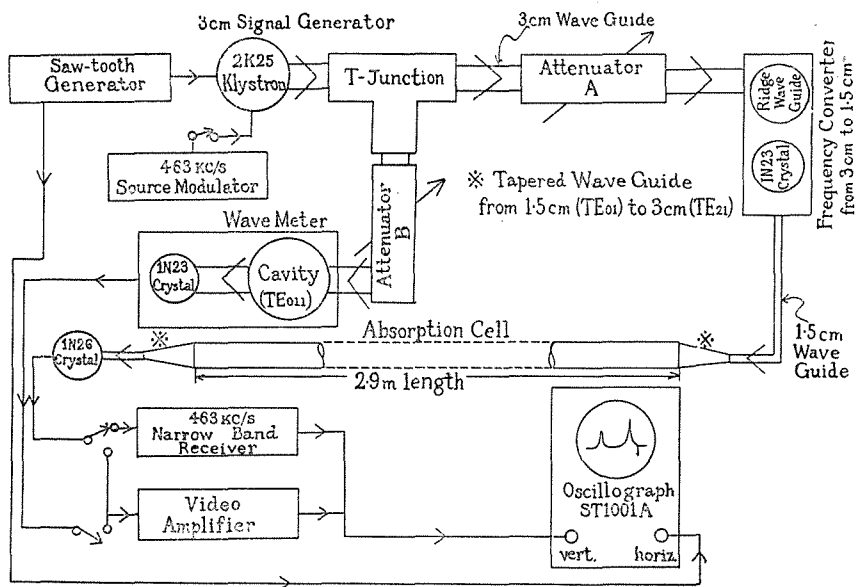 3cm Signal Generator
3cm Wave Guide
Saw-tooth
Generator
2K25
Klystron
T-Junction
Attenuator
A
Ridge
Wave
Guide
1N23
Crystal
Frequency Converter
from 3cm to 1·5cm
463 KC/S
Source Modulator
Attenuator
B
※ Tapered Wave Guide
from 1·5cm (TE01) to 3cm (TE21)
Wave Meter
1N23
Crystal
Cavity
(TE011)
1N26
Crystal
※
Absorption Cell
※
1·5cm
Wave
Guide
2·9m length
463 KC/S
Narrow Band
Receiver
Video
Amplifier
Oscillograph
ST1001A
vert.
horiz.